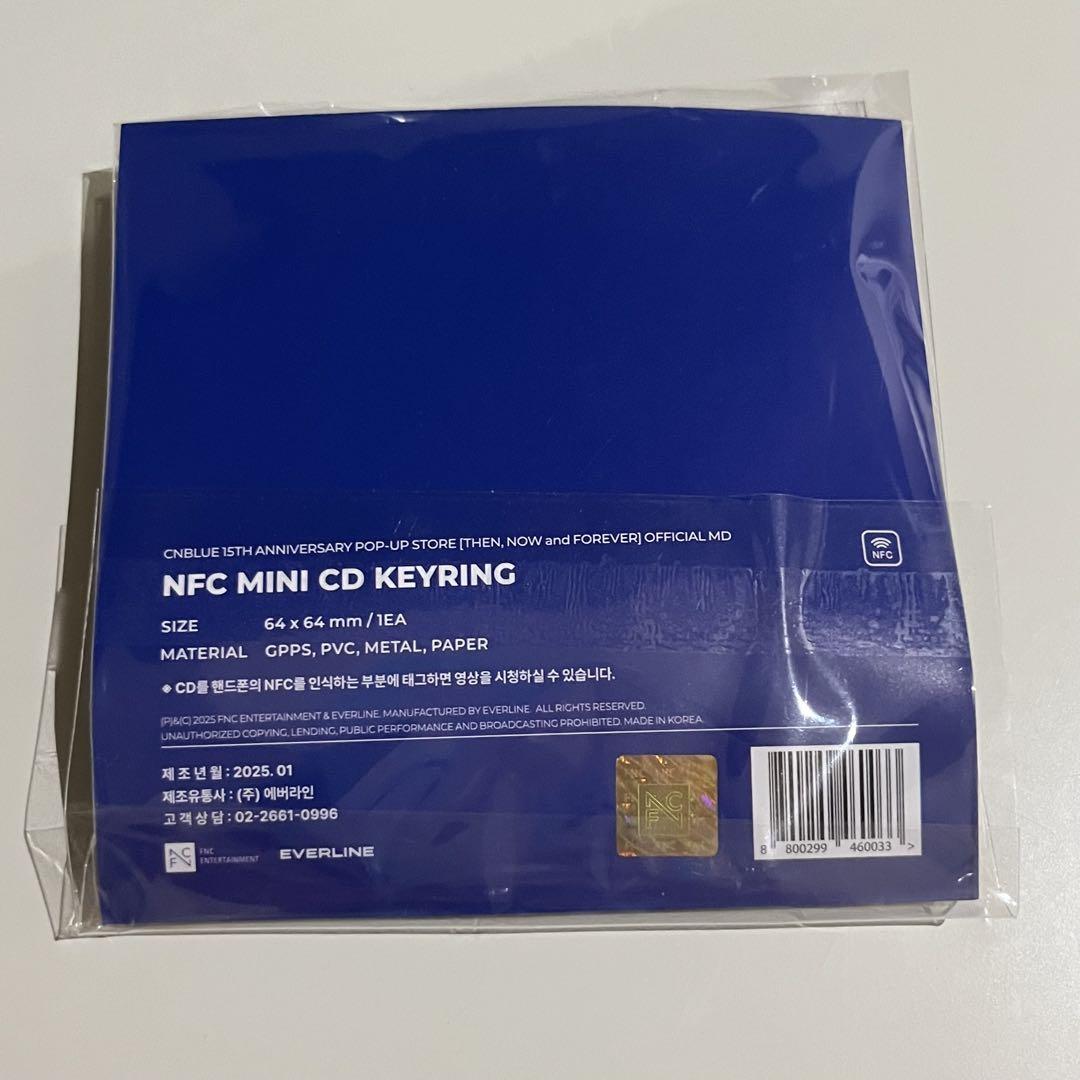 CNBLUE 15TH ANNIVERSARY POP-UP STORE [THEN, NOW and FOREVER] OFFICIAL MD
NFC
NFC MINI CD KEYRING
SIZE 64 x 64 mm / 1EA
MATERIAL GPPS, PVC, METAL, PAPER
※ CD를 핸드폰의 NFC를 인식하는 부분에 태그하면 영상을 시청하실 수 있습니다.
(P)&(C) 2025 FNC ENTERTAINMENT & EVERLINE. MANUFACTURED BY EVERLINE. ALL RIGHTS RESERVED.
UNAUTHORIZED COPYING, LENDING, PUBLIC PERFORMANCE AND BROADCASTING PROHIBITED. MADE IN KOREA.
제 조 년 월 : 2025. 01
제조유통사 : (주) 에버라인
고 객 상 담 : 02-2661-0996
FNC
FNC
ENTERTAINMENT
EVERLINE
FNC
8 800299 460033 >